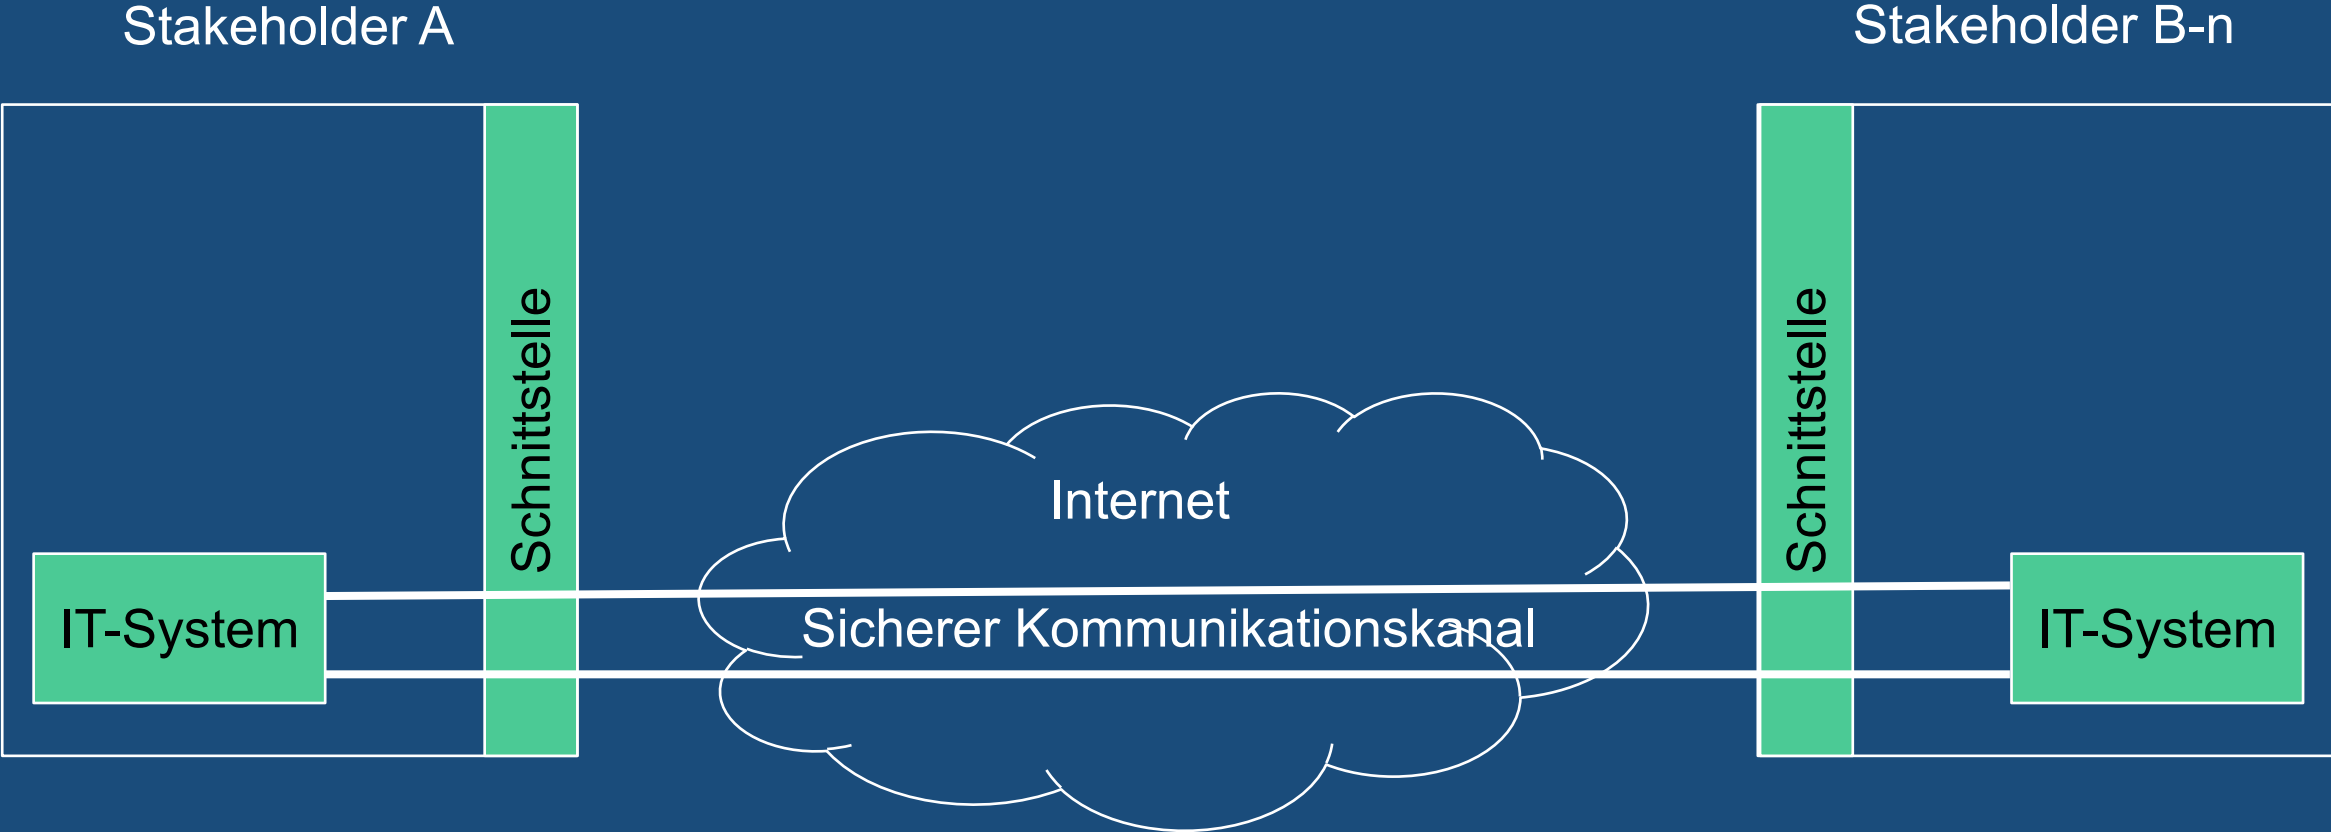 Stakeholder A
Stakeholder B-n
Schnittstelle
Schnittstelle
Internet
IT-System
Sicherer Kommunikationskanal
IT-System